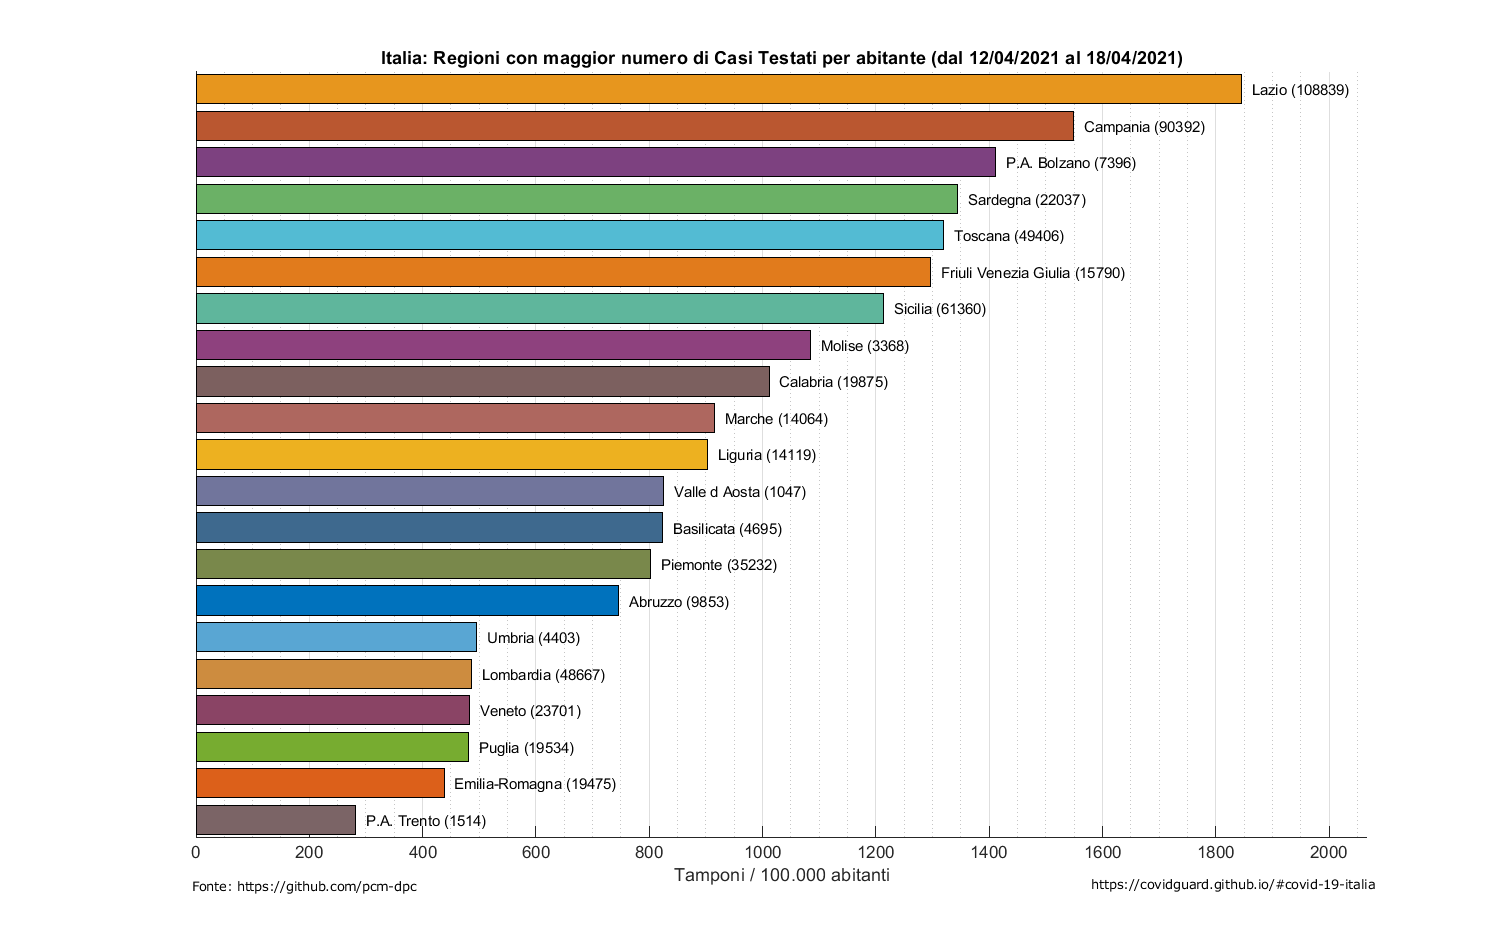 Italia: Regioni con maggior numero di Casi Testati per abitante (dal 12/04/2021 al 18/04/2021)
Lazio (108839)
Campania (90392)
P.A. Bolzano (7396)
Sardegna (22037)
Toscana (49406)
Friuli Venezia Giulia (15790)
Sicilia (61360)
Molise (3368)
Calabria (19875)
Marche (14064)
Liguria (14119)
Valle d Aosta (1047)
Basilicata (4695)
Piemonte (35232)
Abruzzo (9853)
Umbria (4403)
Lombardia (48667)
Veneto (23701)
Puglia (19534)
Emilia-Romagna (19475)
P.A. Trento (1514)
0 200 400 600 800 1000 1200 1400 1600 1800 2000
Tamponi / 100.000 abitanti
Fonte: https://github.com/pcm-dpc
https://covidguard.github.io/#covid-19-italia